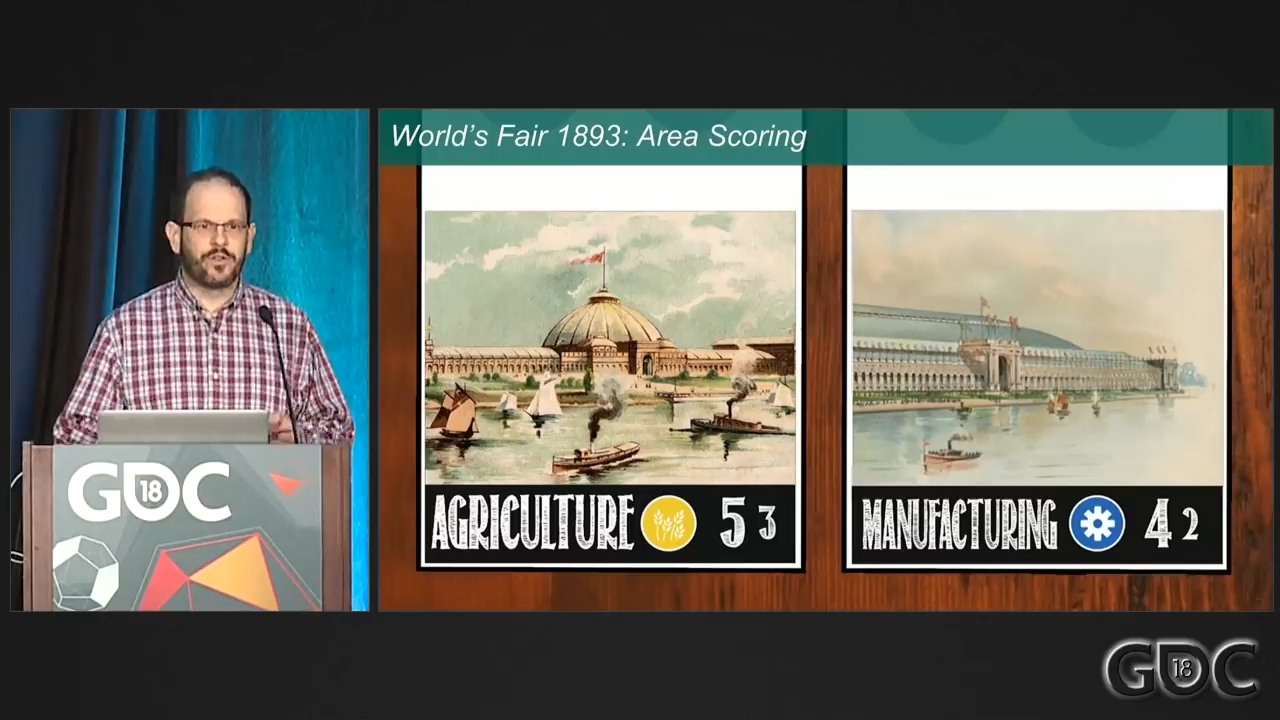 World's Fair 1893: Area Scoring
AGRICULTURE 5 3
MANUFACTURING 4 2
GDC
18
GDC
18